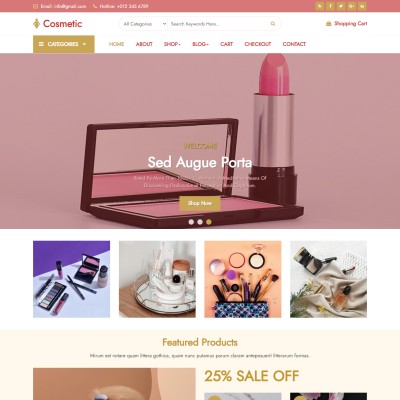 Email: info@gmail.com Hotline: +012 345 6789
Cosmetic
All Categories
Search Keywords Here...
Shopping Cart
CATEGORIES
HOME ABOUT SHOP BLOG CART CHECKOUT CONTACT
WELCOME
Sed Augue Porta
Shop Now
Featured Products
Mirum est notare quam littera gothica, quam nunc putamus parum claram anteposuerit litterarum formas.
25% SALE OFF